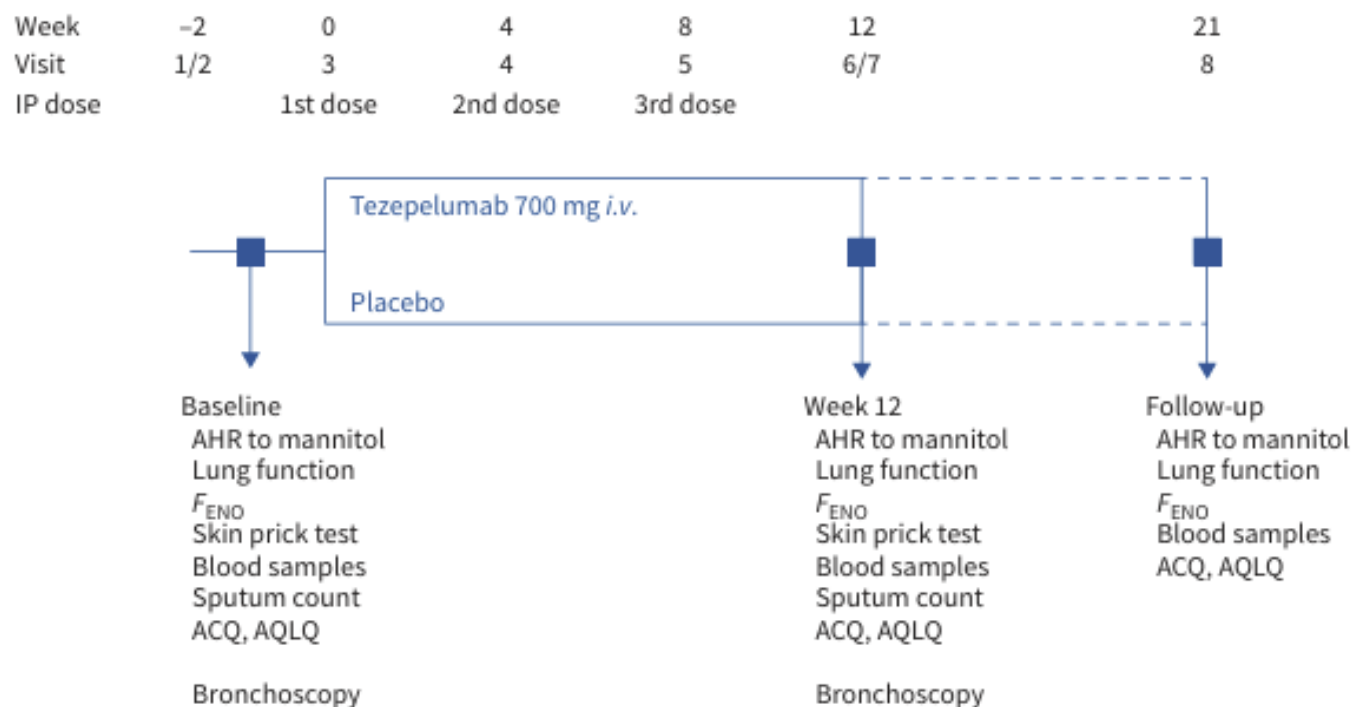 Week –2 0 4 8 12 21
Visit 1/2 3 4 5 6/7 8
IP dose 1st dose 2nd dose 3rd dose
Tezepelumab 700 mg i.v.
Placebo
Baseline
AHR to mannitol
Lung function
FENO
Skin prick test
Blood samples
Sputum count
ACQ, AQLQ
Bronchoscopy
Week 12
AHR to mannitol
Lung function
FENO
Skin prick test
Blood samples
Sputum count
ACQ, AQLQ
Bronchoscopy
Follow-up
AHR to mannitol
Lung function
FENO
Blood samples
ACQ, AQLQ